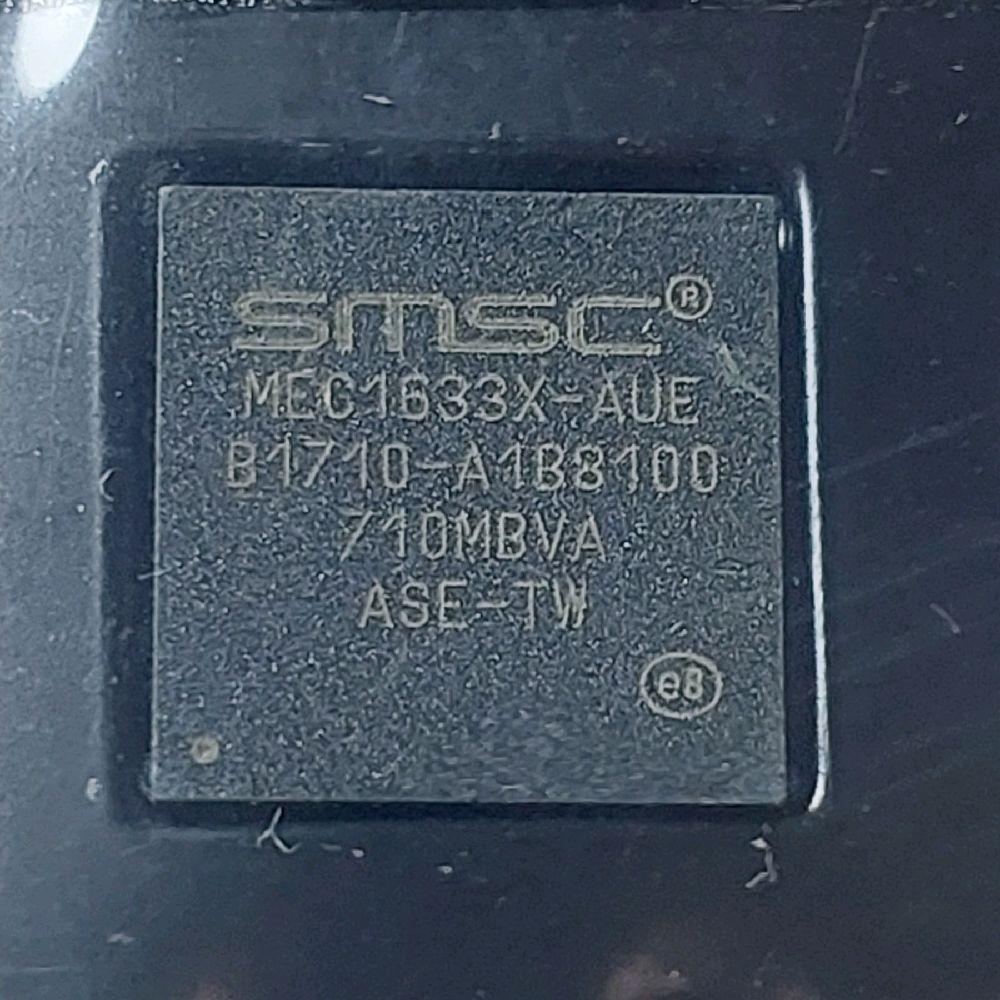 smsc®
MEC1633X-AUE
B1710-A1B8100
710MBVA
ASE-TW
e8